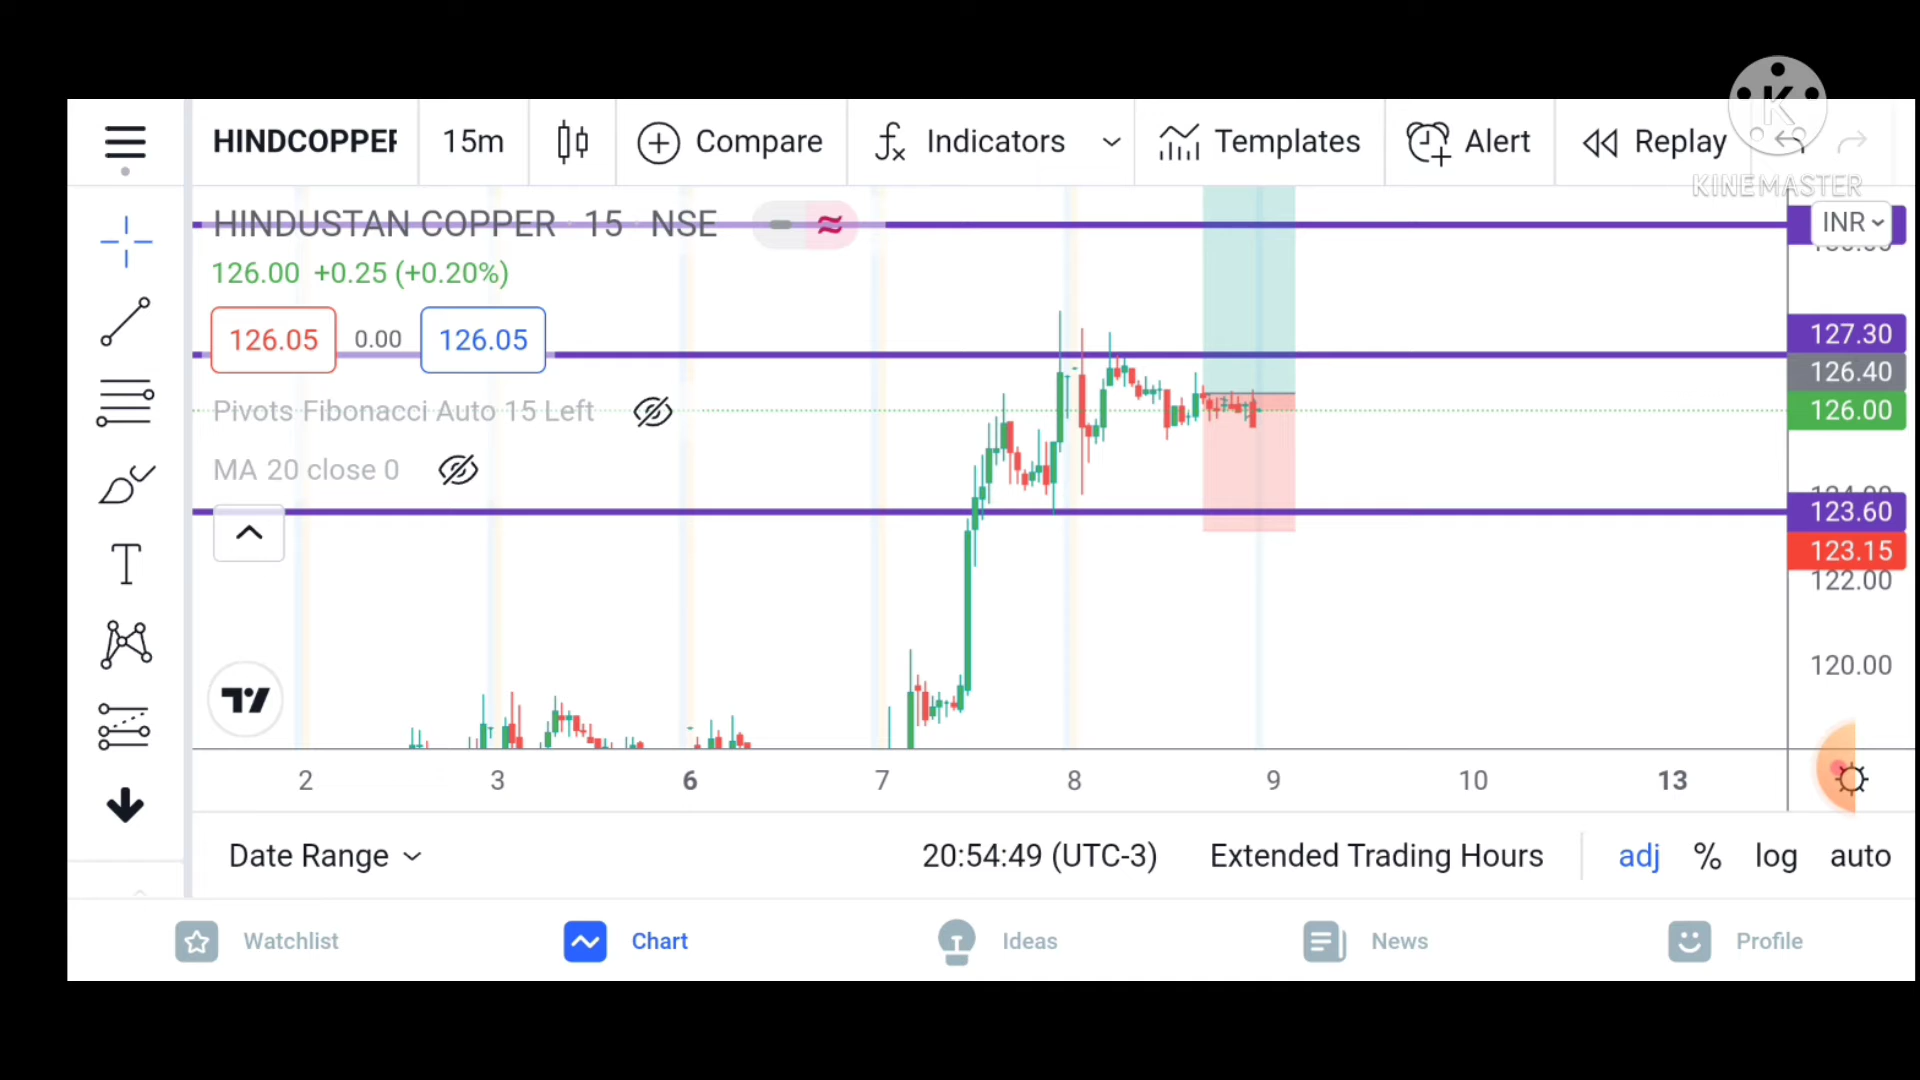 K
KINEMASTER
HINDCOPPER 15m Compare Indicators Templates Alert Replay
HINDUSTAN COPPER · 15 · NSE
INR
126.00 +0.25 (+0.20%)
126.05 0.00 126.05
127.30
126.40
Pivots Fibonacci Auto 15 Left
126.00
MA 20 close 0
123.60
123.15
122.00
120.00
2 3 6 7 8 9 10 13
Date Range 20:54:49 (UTC-3) Extended Trading Hours adj % log auto
Watchlist Chart Ideas News Profile